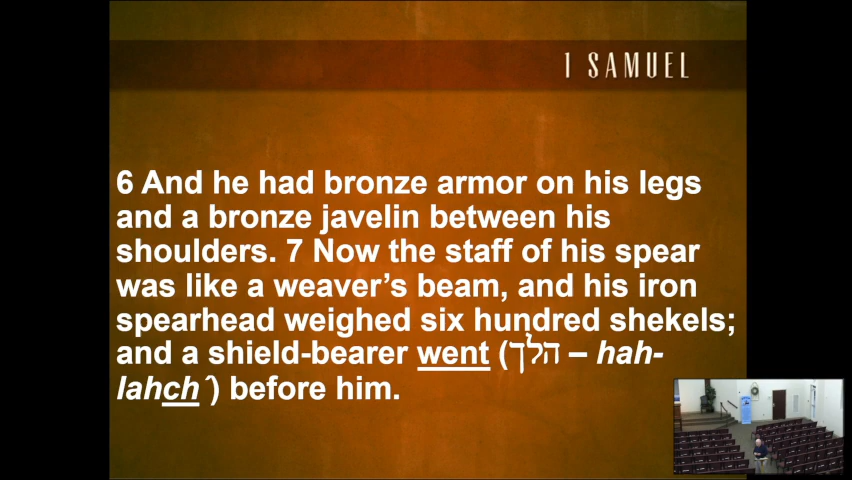 1 SAMUEL
6 And he had bronze armor on his legs
and a bronze javelin between his
shoulders. 7 Now the staff of his spear
was like a weaver’s beam, and his iron
spearhead weighed six hundred shekels;
and a shield-bearer went (הלך – hah-
lahch´) before him.